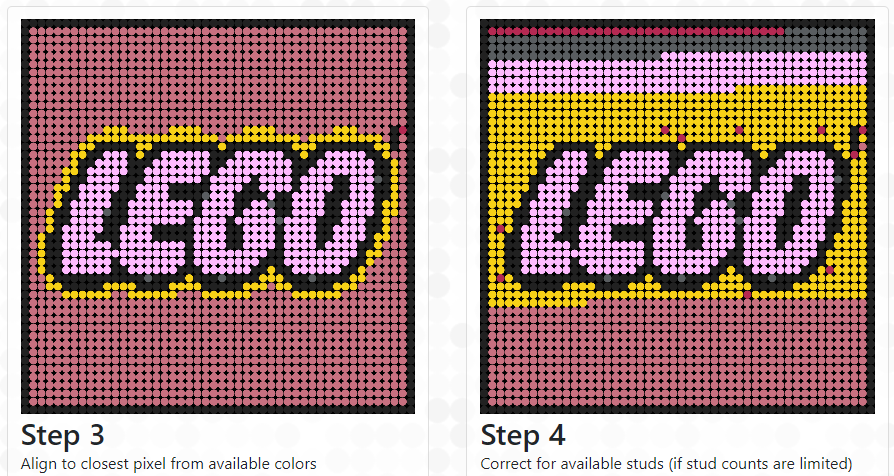 LEGO
LEGO
Step 3
Align to closest pixel from available colors
Step 4
Correct for available studs (if stud counts are limited)